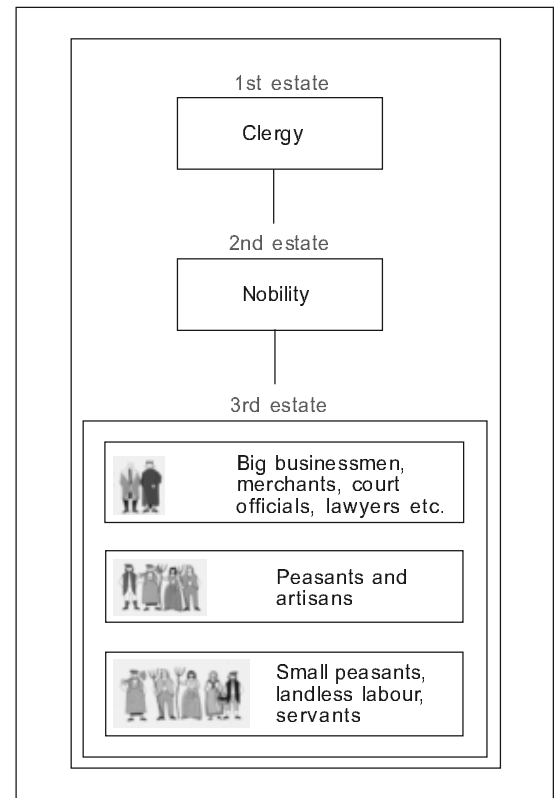 1st estate
Clergy
2nd estate
Nobility
3rd estate
Big businessmen,
merchants, court
officials, lawyers etc.
Peasants and
artisans
Small peasants,
landless labour,
servants